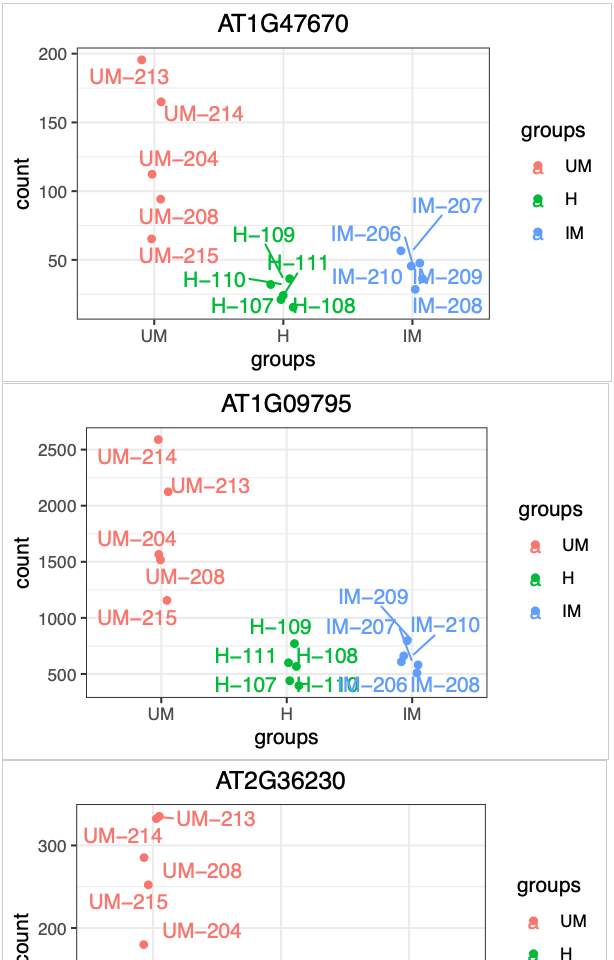 AT1G47670
200
UM−213
UM−214
150
UM−204
groups
UM
count
100
IM−207
UM−208
H
H−109
IM−206
IM
50
UM−215
H−111
H−110
IM−210
IM−209
H−107
H−108
IM−208
UM
H
IM
groups
AT1G09795
2500
UM−214
UM−213
2000
groups
UM−204
UM
count
1500
UM−208
H
IM−209
UM−215
IM
1000
H−109
IM−207
IM−210
H−111
H−108
500
H−107
H−110
IM−206
IM−208
UM
H
IM
groups
AT2G36230
UM−213
UM−214
300
UM−208
groups
UM−215
UM
count
200
UM−204
H